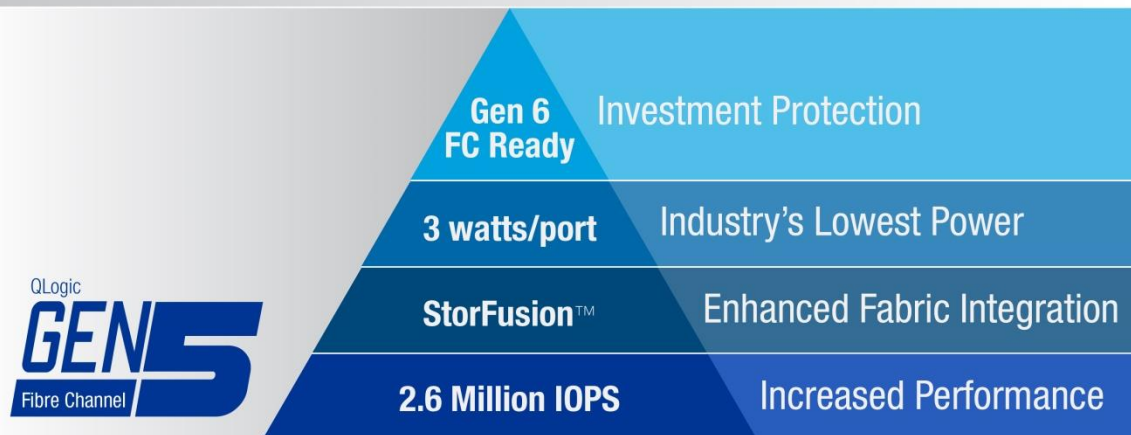 Gen 6
FC Ready
Investment Protection
3 watts/port
Industry's Lowest Power
StorFusion™
Enhanced Fabric Integration
2.6 Million IOPS
Increased Performance
QLogic
GEN5
Fibre Channel